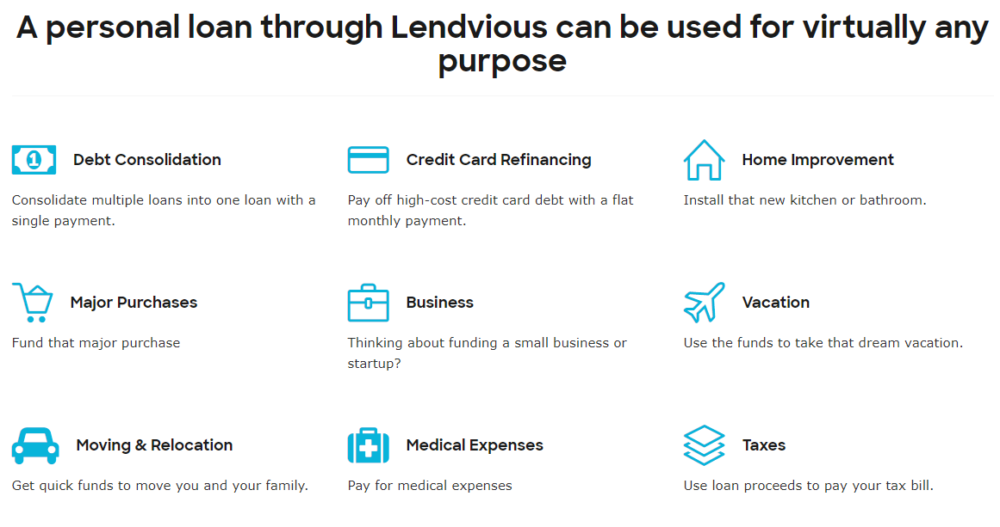 A personal loan through Lendvious can be used for virtually any
purpose
1
Debt Consolidation
Consolidate multiple loans into one loan with a
single payment.
Credit Card Refinancing
Pay off high-cost credit card debt with a flat
monthly payment.
Home Improvement
Install that new kitchen or bathroom.
Major Purchases
Fund that major purchase
Business
Thinking about funding a small business or
startup?
Vacation
Use the funds to take that dream vacation.
Moving & Relocation
Get quick funds to move you and your family.
Medical Expenses
Pay for medical expenses
Taxes
Use loan proceeds to pay your tax bill.